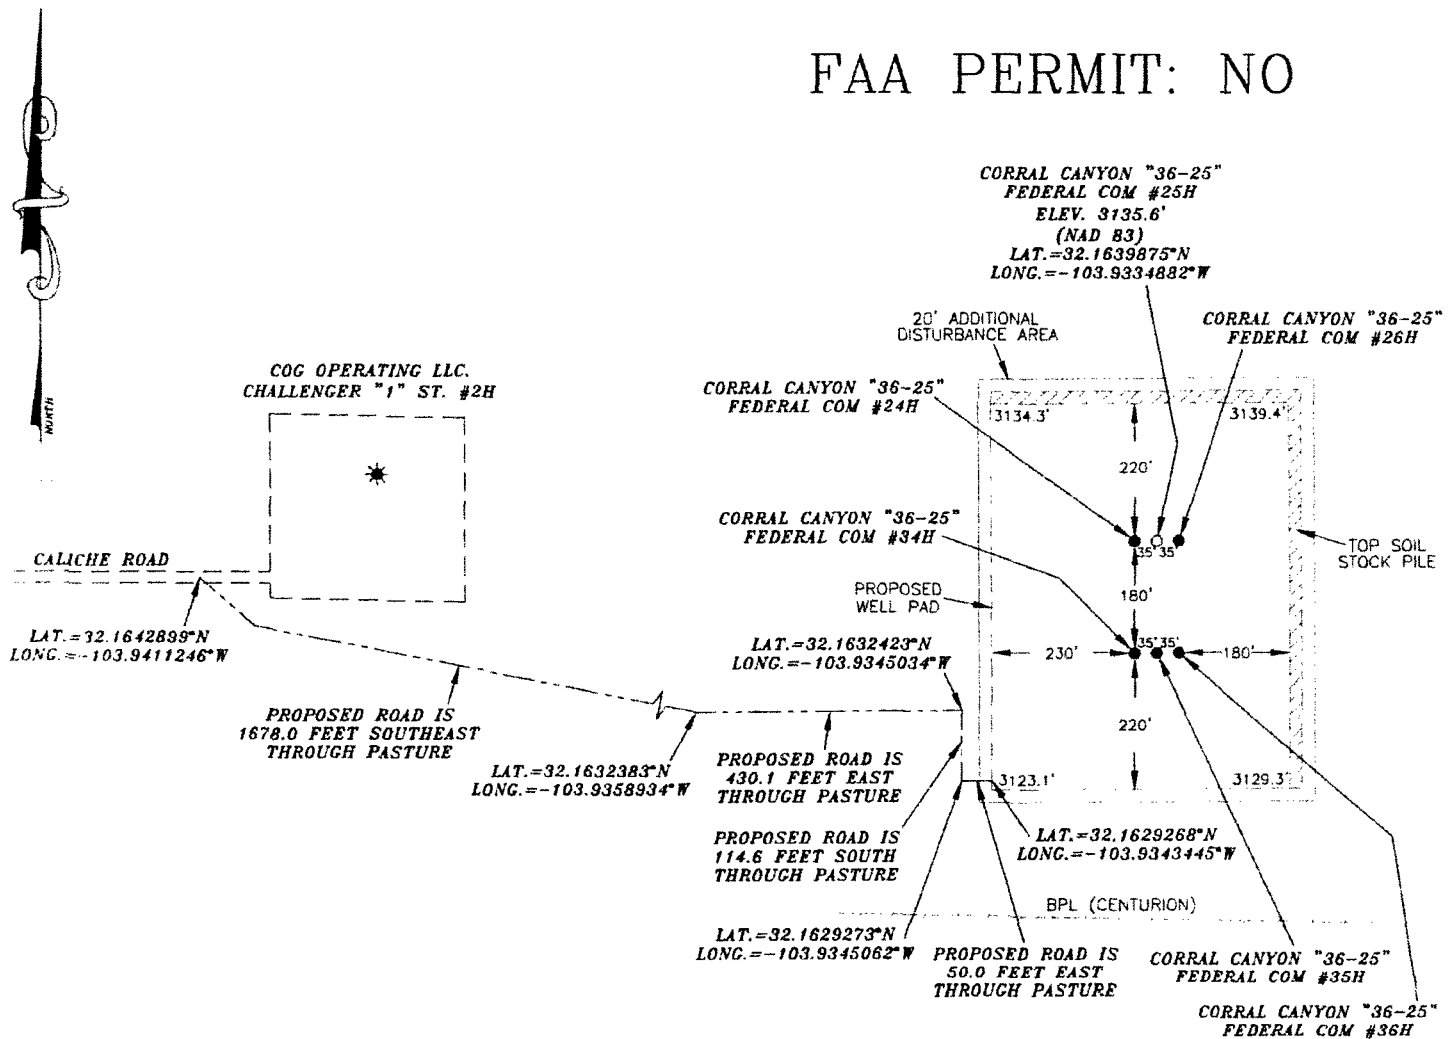 FAA PERMIT: NO
NORTH
CORRAL CANYON "36-25"
FEDERAL COM #25H
ELEV. 3135.6'
(NAD 83)
LAT.=32.1639875°N
LONG.=-103.9334882°W
20' ADDITIONAL
DISTURBANCE AREA
CORRAL CANYON "36-25"
FEDERAL COM #26H
COG OPERATING LLC.
CHALLENGER "1" ST. #2H
CORRAL CANYON "36-25"
FEDERAL COM #24H
3134.3'
3139.4'
220'
CORRAL CANYON "36-25"
FEDERAL COM #34H
35' 35'
TOP SOIL
STOCK PILE
CALICHE ROAD
PROPOSED
WELL PAD
180'
LAT.=32.1642899°N
LONG.=-103.9411246°W
LAT.=32.1632423°N
LONG.=-103.9345034°W
35' 35'
230'
180'
PROPOSED ROAD IS
1678.0 FEET SOUTHEAST
THROUGH PASTURE
220'
LAT.=32.1632383°N
LONG.=-103.9358934°W
PROPOSED ROAD IS
430.1 FEET EAST
THROUGH PASTURE
3123.1'
3129.3'
PROPOSED ROAD IS
114.6 FEET SOUTH
THROUGH PASTURE
LAT.=32.1629268°N
LONG.=-103.9343445°W
BPL (CENTURION)
LAT.=32.1629273°N
LONG.=-103.9345062°W
PROPOSED ROAD IS
50.0 FEET EAST
THROUGH PASTURE
CORRAL CANYON "36-25"
FEDERAL COM #35H
CORRAL CANYON "36-25"
FEDERAL COM #36H